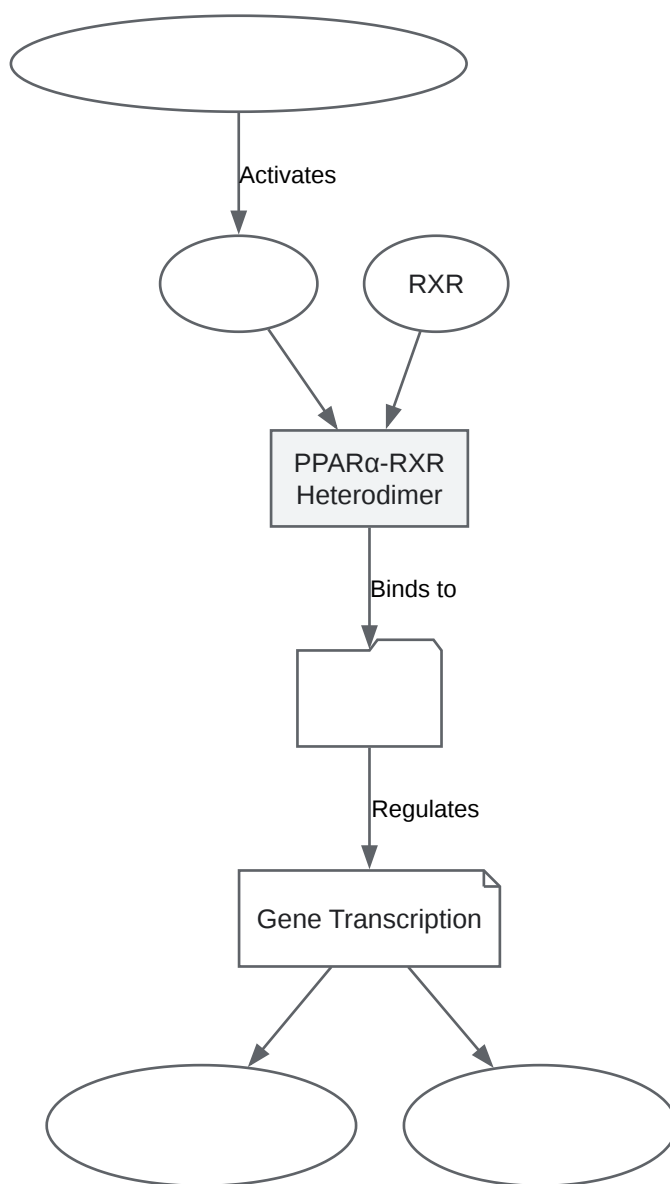 Activates
RXR
PPARα-RXR
Heterodimer
Binds to
Regulates
Gene Transcription